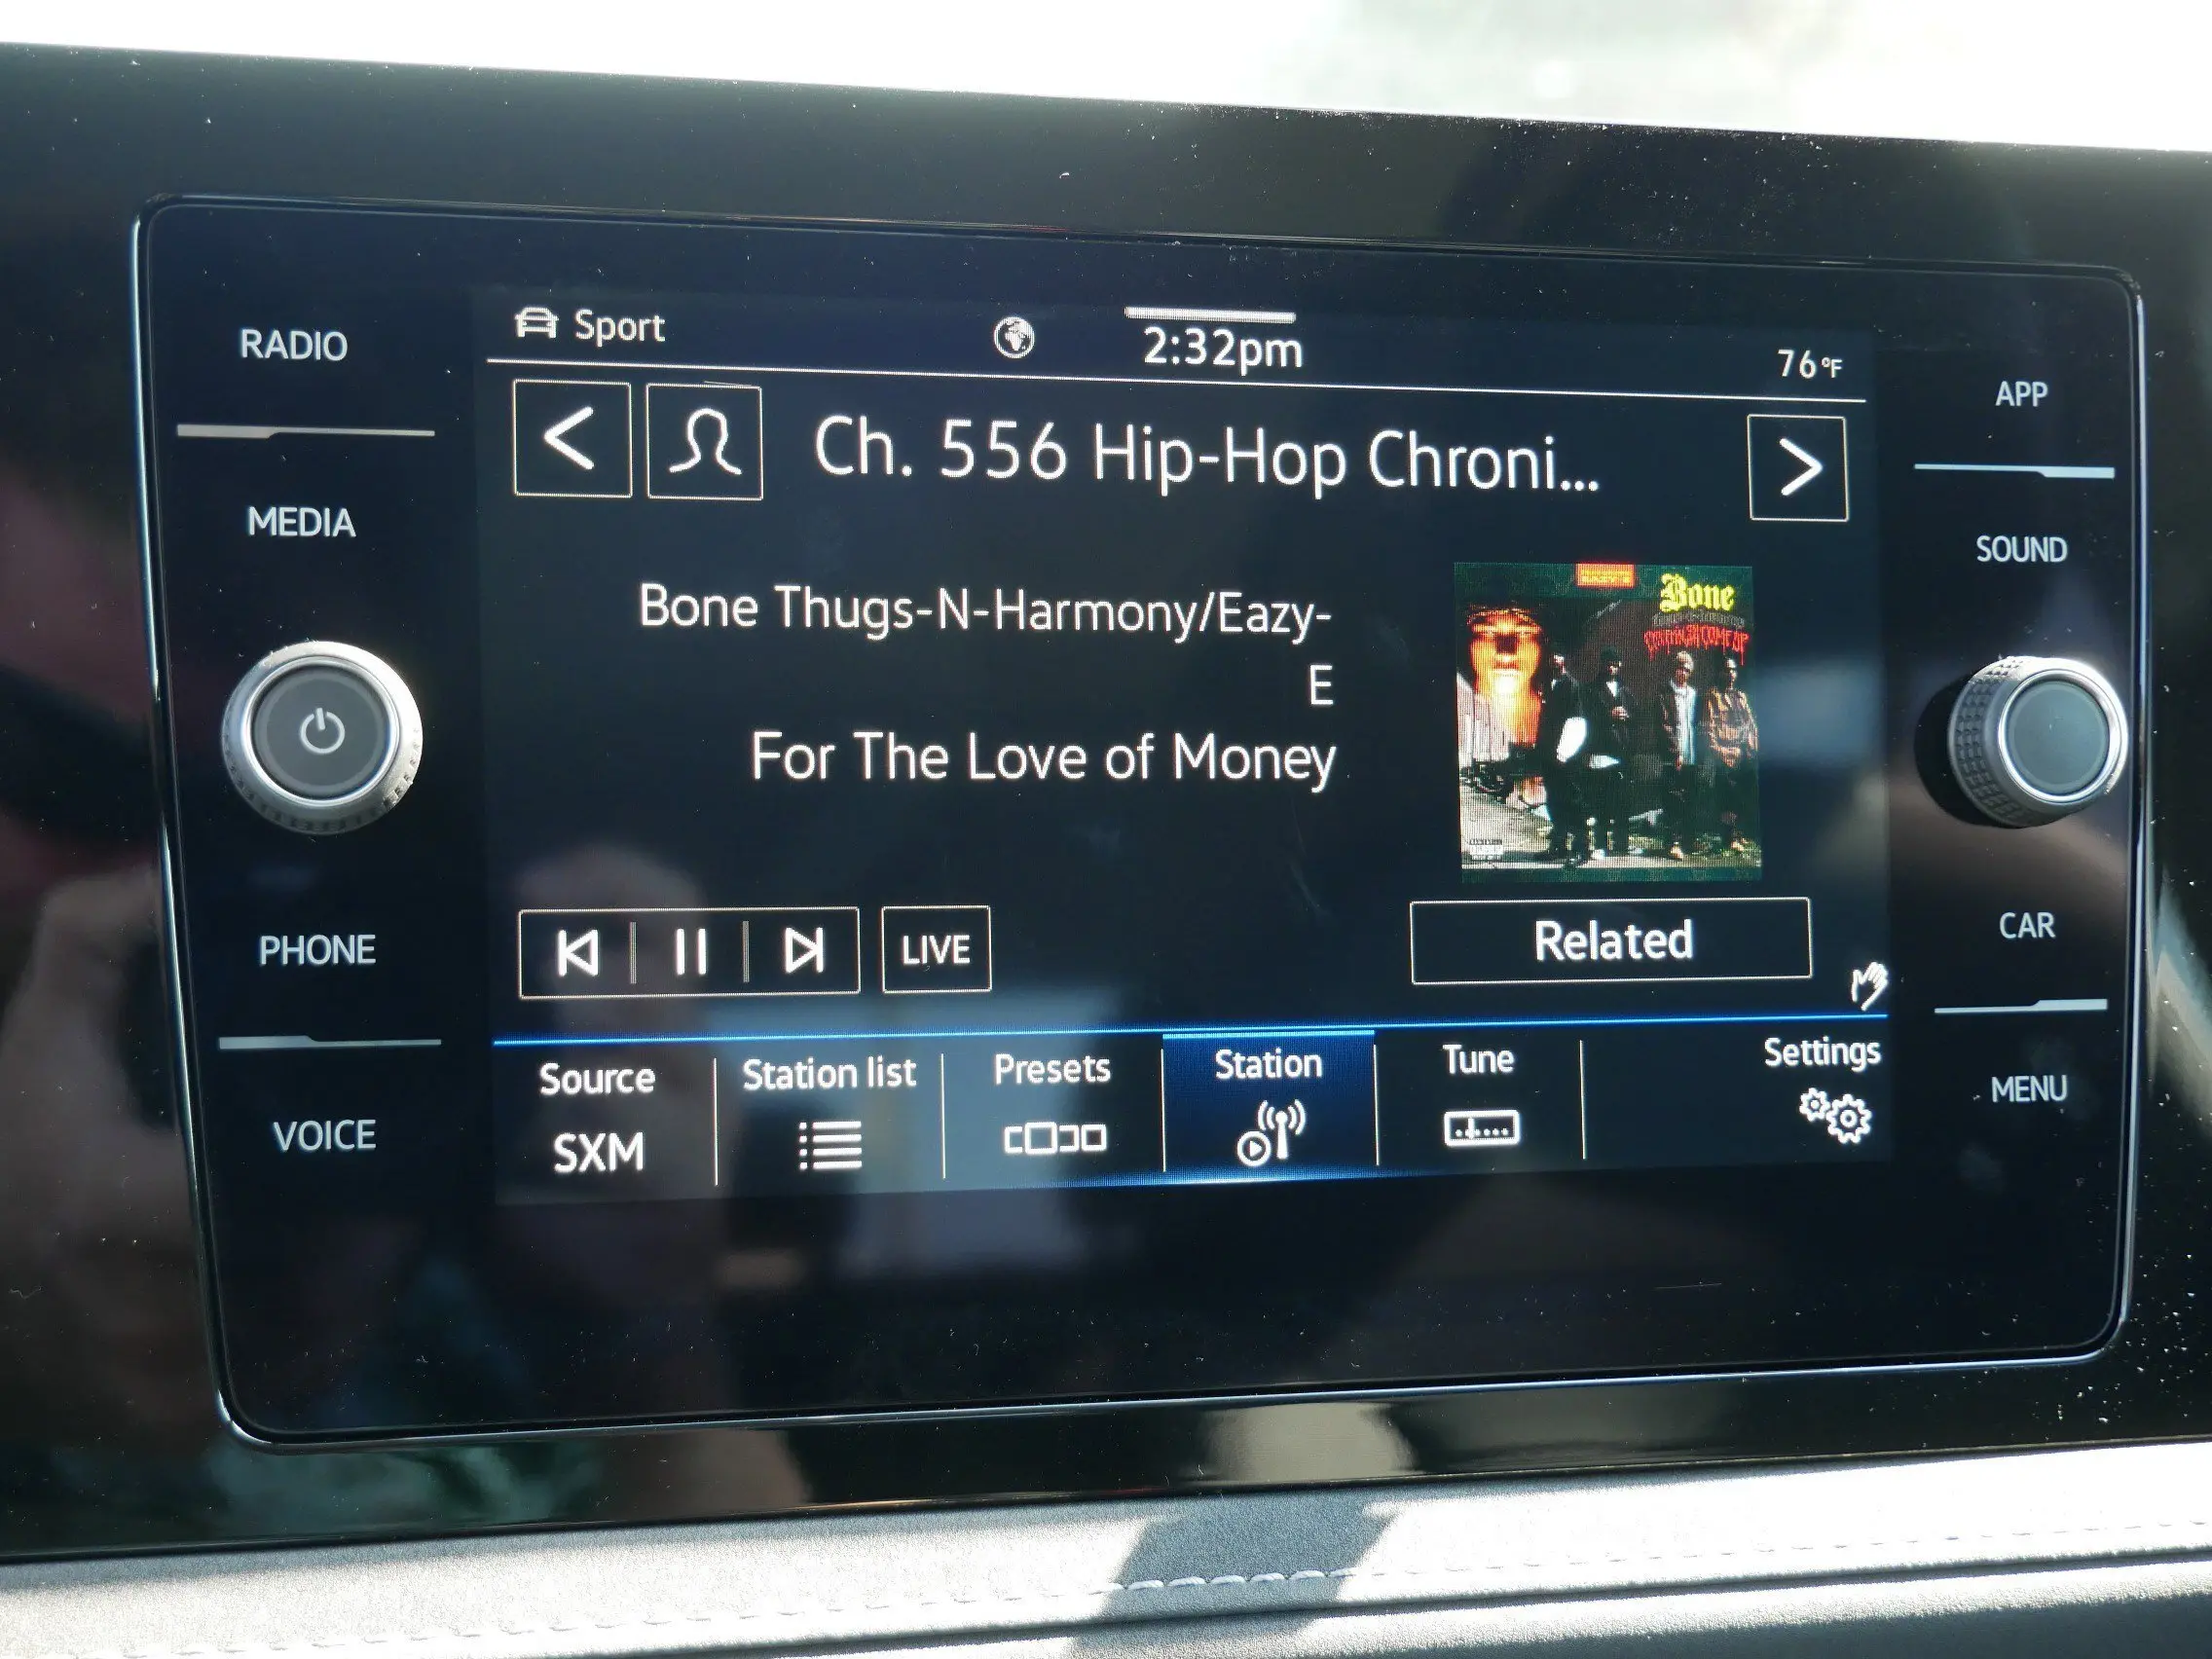 RADIO
MEDIA
PHONE
VOICE
Sport
2:32pm
76°F
Ch. 556 Hip-Hop Chroni...
Bone Thugs-N-Harmony/Eazy-
E
For The Love of Money
Bone
LIVE
Related
Source
SXM
Station list
Presets
Station
Tune
Settings
APP
SOUND
CAR
MENU